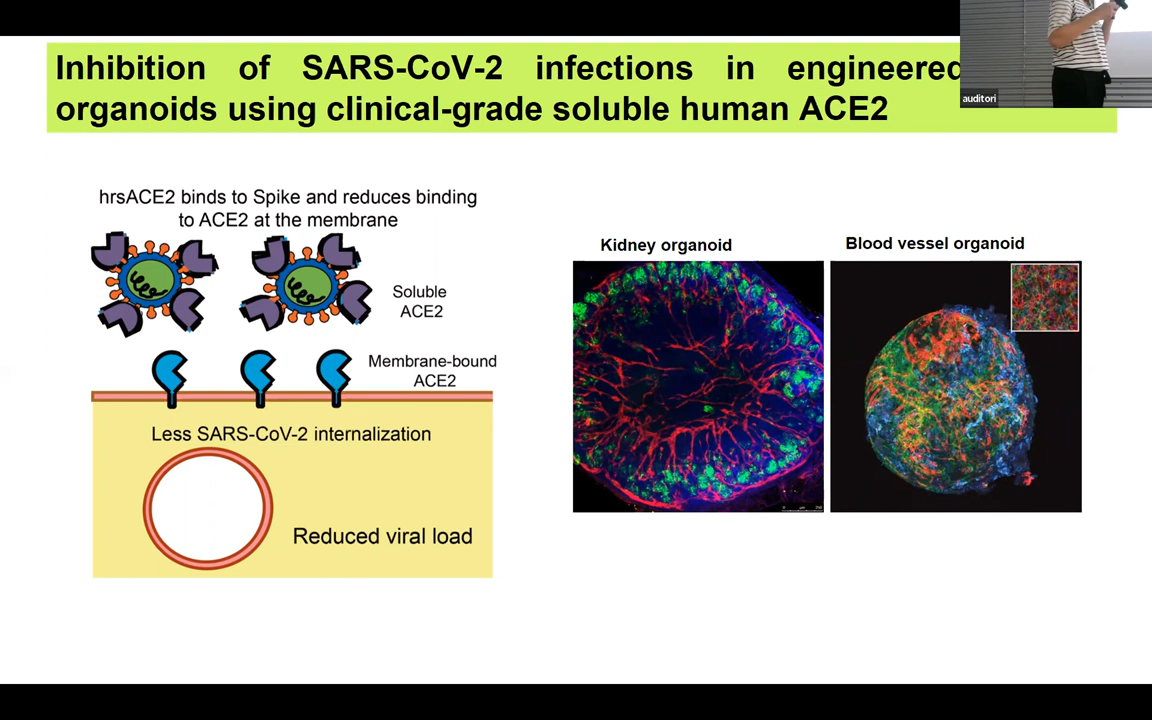 Inhibition of SARS-CoV-2 infections in engineered
organoids using clinical-grade soluble human ACE2
auditori
hrsACE2 binds to Spike and reduces binding
to ACE2 at the membrane
Soluble
ACE2
Membrane-bound
ACE2
Less SARS-CoV-2 internalization
Reduced viral load
Kidney organoid
Blood vessel organoid